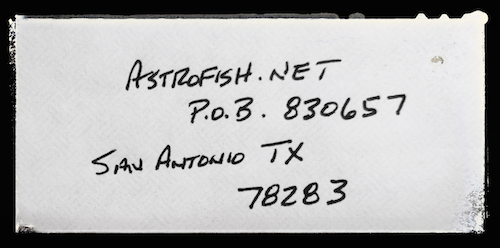 ASTROFISH.NET
P.O.B. 830657
SAN ANTONIO TX
78283